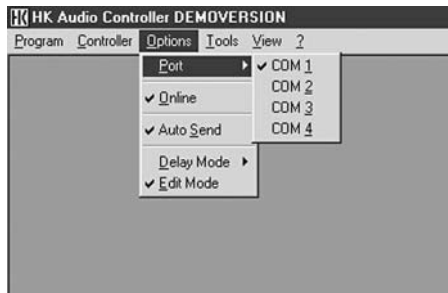 HK HK Audio Controller DEMOVERSION
Program Controller Options Tools View ?
Port
COM 1
COM 2
COM 3
COM 4
Online
Auto Send
Delay Mode
Edit Mode